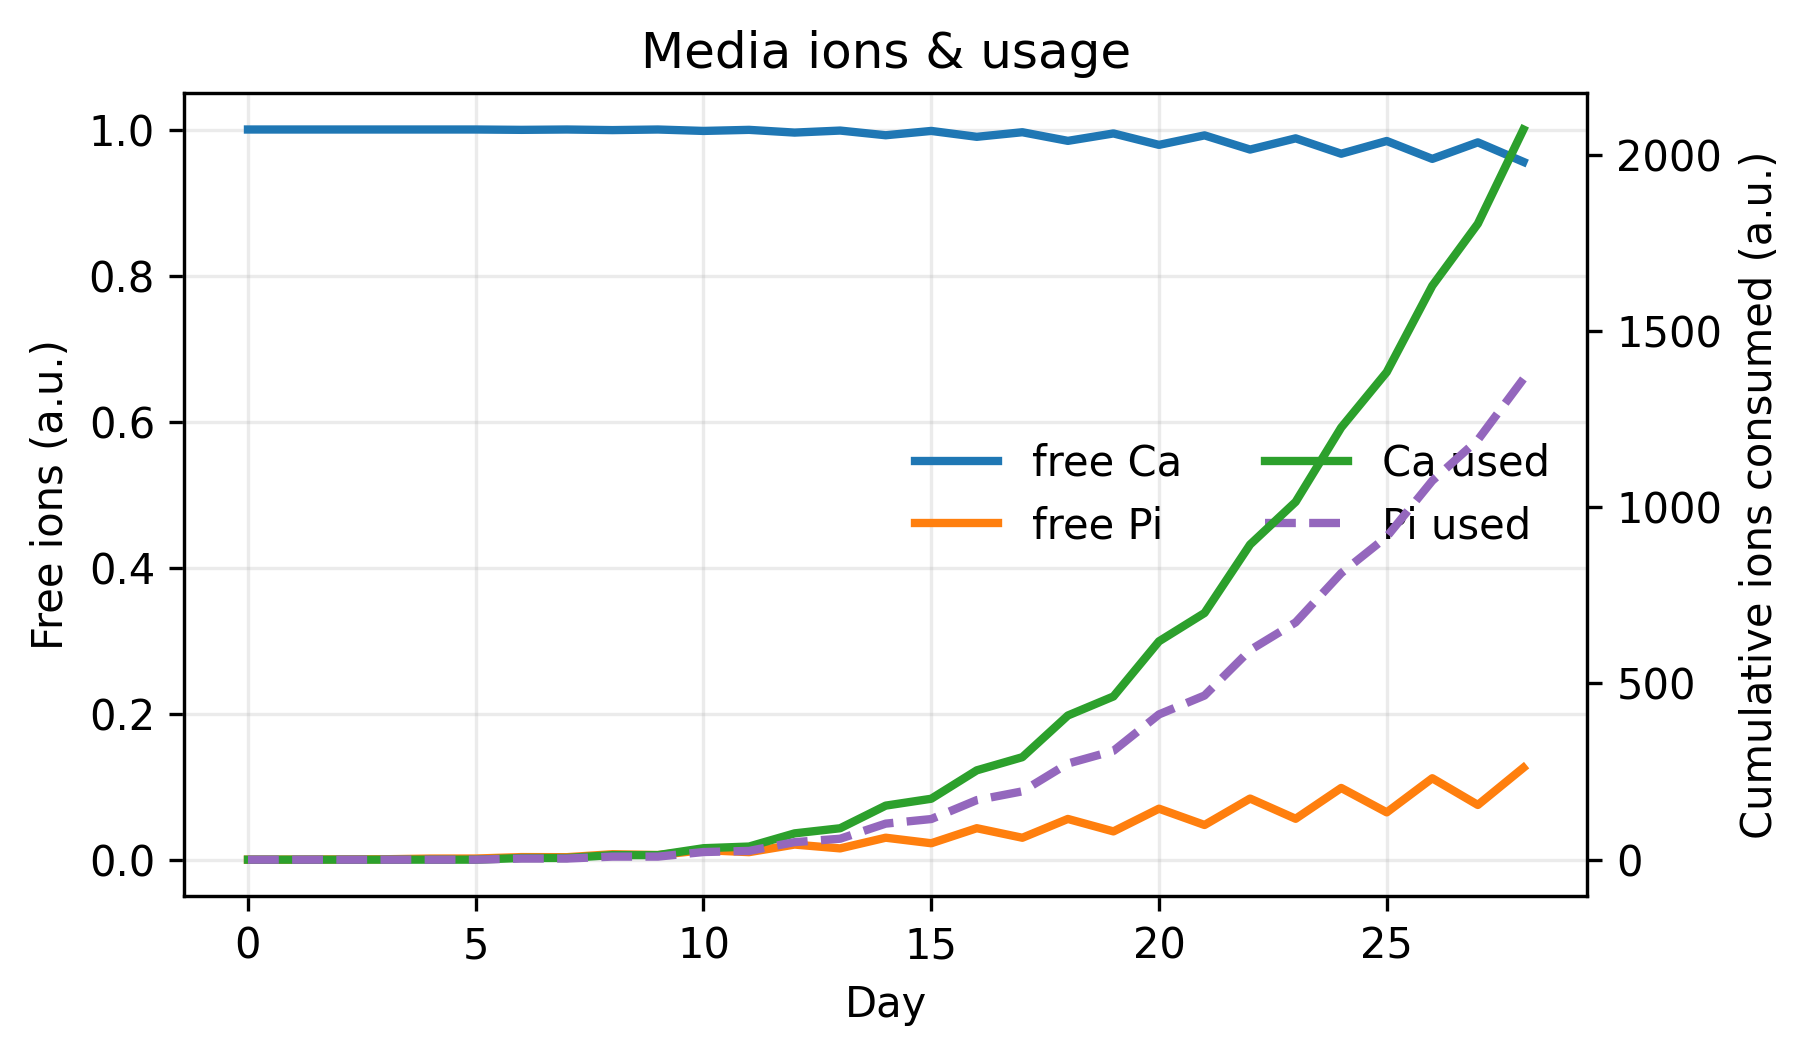 Media ions & usage
Free ions (a.u.)
1.0
0.8
0.6
0.4
0.2
0.0
free Ca
free Pi
Ca used
Pi used
2000
1500
1000
500
0
Cumulative ions consumed (a.u.)
0 5 10 15 20 25
Day